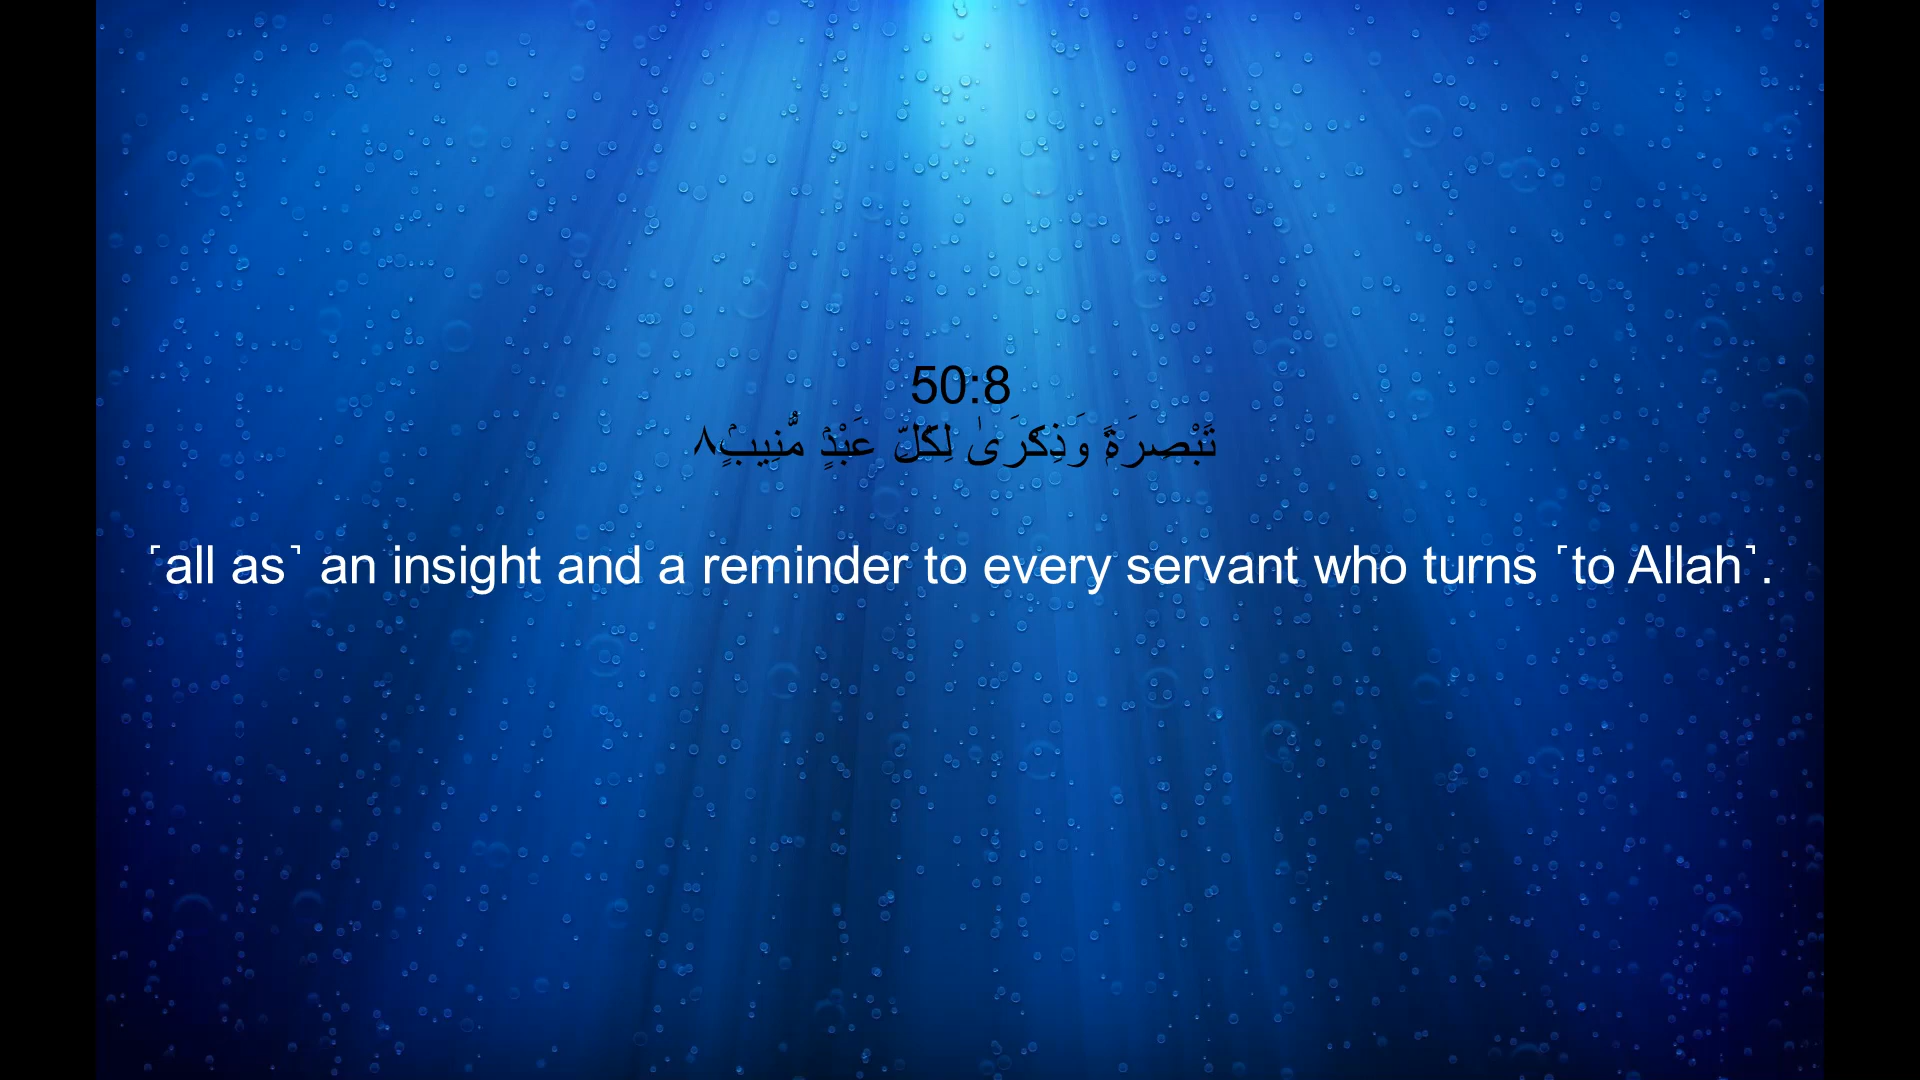 50:8
تَبْصِرَةً وَذِكْرَىٰ لِكُلِّ عَبْدٍۢ مُّنِيبٍۢ ٨
˹all as˺ an insight and a reminder to every servant who turns ˹to Allah˺.